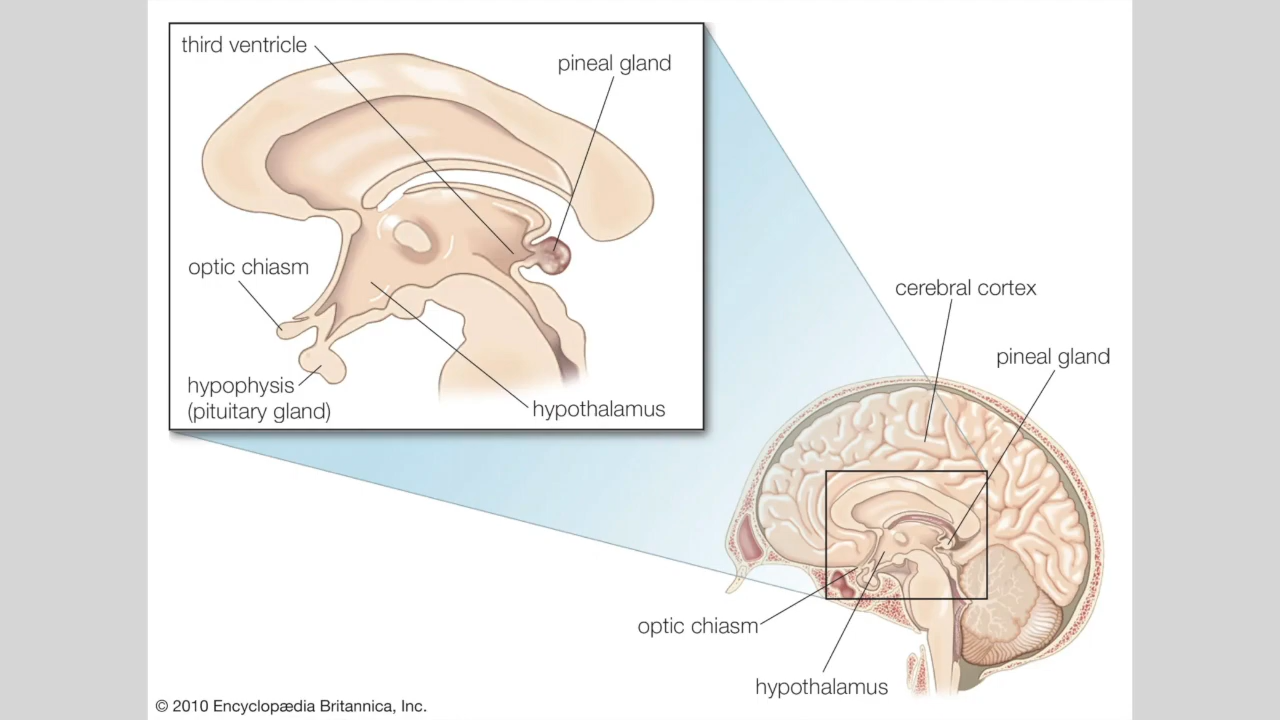 third ventricle
pineal gland
optic chiasm
hypophysis
(pituitary gland)
hypothalamus
cerebral cortex
pineal gland
optic chiasm
hypothalamus
© 2010 Encyclopædia Britannica, Inc.